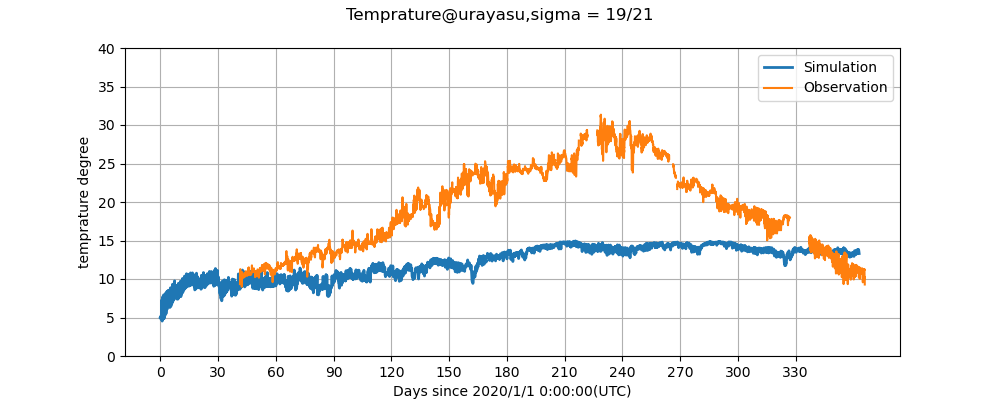 Temprature@urayasu,sigma = 19/21
40
35
30
25
20
15
10
5
0
temprature degree
Simulation
Observation
0 30 60 90 120 150 180 210 240 270 300 330
Days since 2020/1/1 0:00:00(UTC)